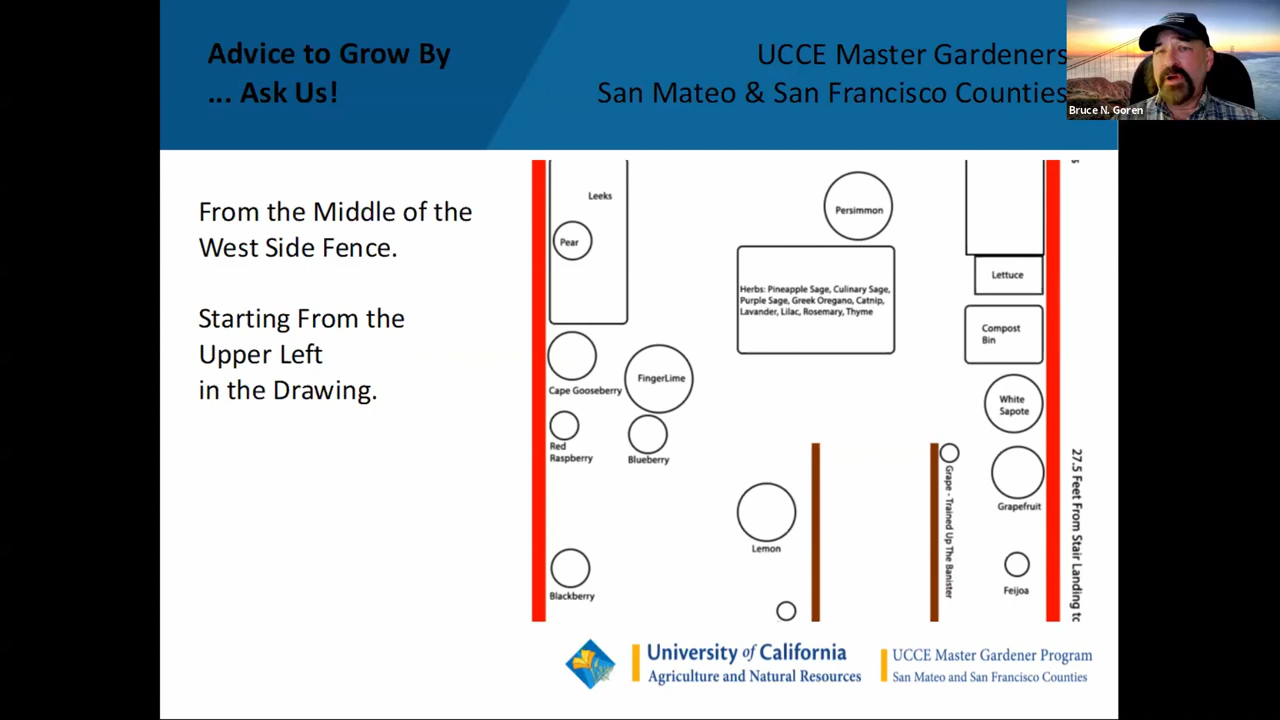 Advice to Grow By
... Ask Us!
UCCE Master Gardeners
San Mateo & San Francisco Counties
Bruce N. Goren
From the Middle of the
West Side Fence.
Starting From the
Upper Left
in the Drawing.
Leeks
Pear
Persimmon
Herbs: Pineapple Sage, Culinary Sage,
Purple Sage, Greek Oregano, Catnip,
Lavander, Lilac, Rosemary, Thyme
Lettuce
Compost
Bin
Cape Gooseberry
FingerLime
White
Sapote
Red
Raspberry
Blueberry
Grape - Trained Up The Banister
Grapefruit
27.5 Feet From Stair Landing to
Lemon
Blackberry
Feijoa
University of California
Agriculture and Natural Resources
UCCE Master Gardener Program
San Mateo and San Francisco Counties